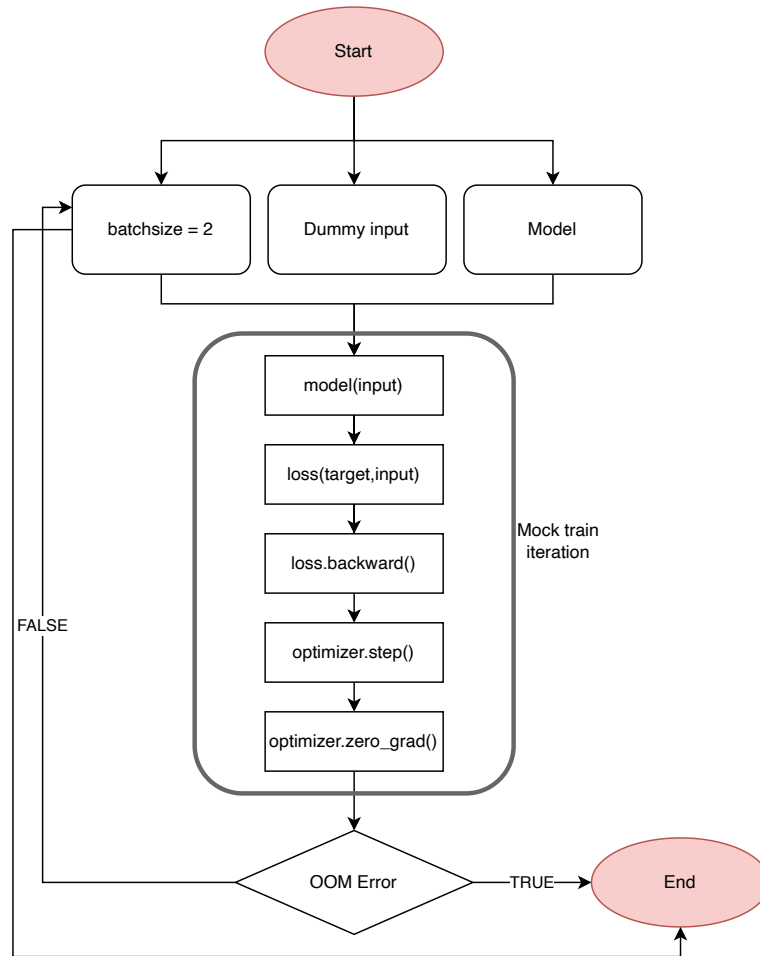 Start
batchsize = 2
Dummy input
Model
model(input)
loss(target,input)
Mock train
iteration
loss.backward()
FALSE
optimizer.step()
optimizer.zero_grad()
OOM Error
TRUE
End